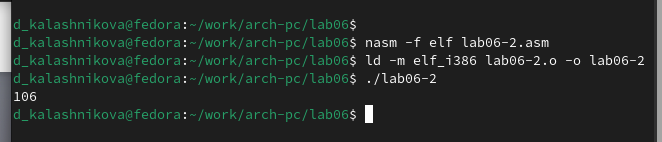 d_kalashnikova@fedora:~/work/arch-pc/lab06$
d_kalashnikova@fedora:~/work/arch-pc/lab06$ nasm -f elf lab06-2.asm
d_kalashnikova@fedora:~/work/arch-pc/lab06$ ld -m elf_i386 lab06-2.o -o lab06-2
d_kalashnikova@fedora:~/work/arch-pc/lab06$ ./lab06-2
106
d_kalashnikova@fedora:~/work/arch-pc/lab06$